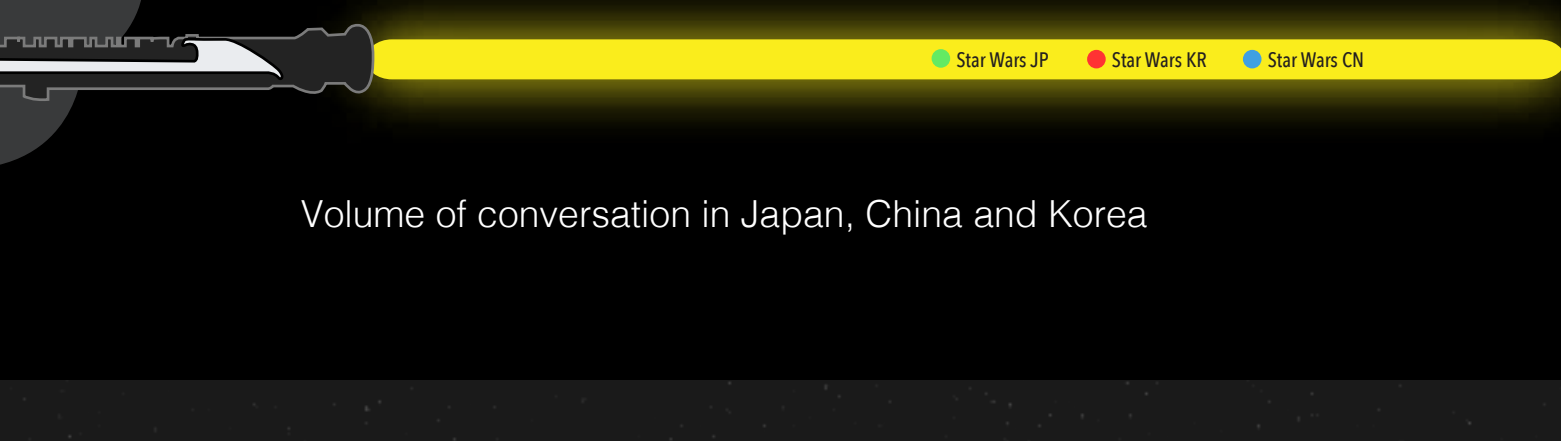 Star Wars JP Star Wars KR Star Wars CN
Volume of conversation in Japan, China and Korea